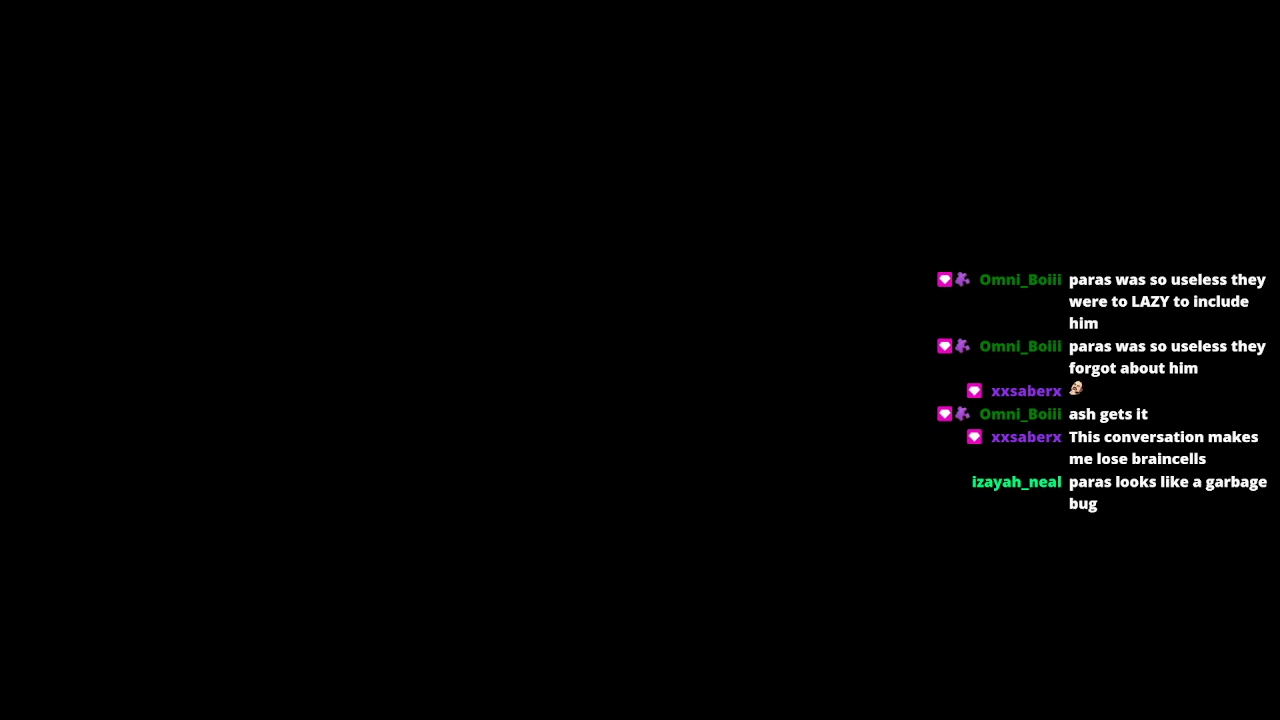 Omni_Boiii paras was so useless they
were to LAZY to include
him
Omni_Boiii paras was so useless they
forgot about him
xxsaberx
Omni_Boiii ash gets it
xxsaberx This conversation makes
me lose braincells
izayah_neal paras looks like a garbage
bug